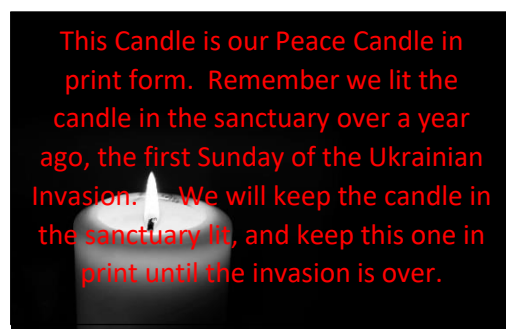 This Candle is our Peace Candle in
print form.  Remember we lit the
candle in the sanctuary over a year
ago, the first Sunday of the Ukrainian
Invasion.      We will keep the candle in
the sanctuary lit, and keep this one in
print until the invasion is over.